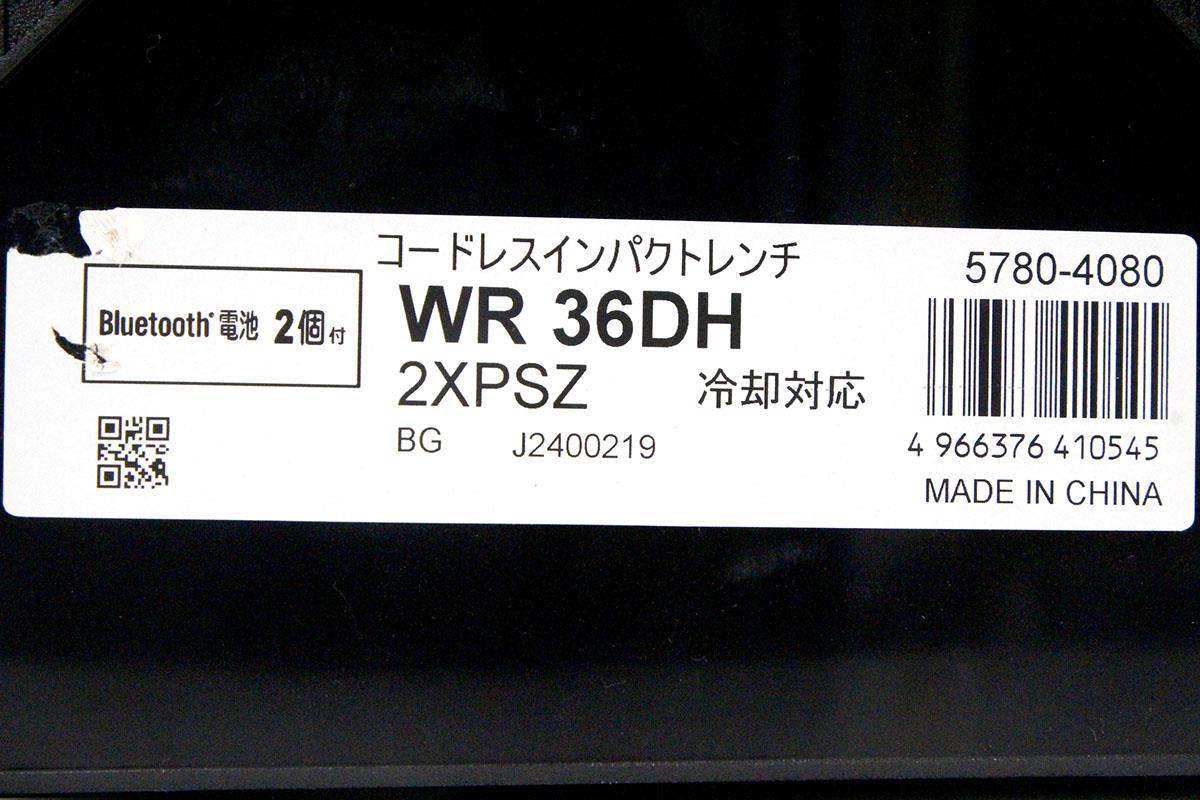 コードレスインパクトレンチ
5780-4080
Bluetooth® 電池 2個付
WR 36DH
2XPSZ 冷却対応
BG J2400219
4 966376 410545
MADE IN CHINA